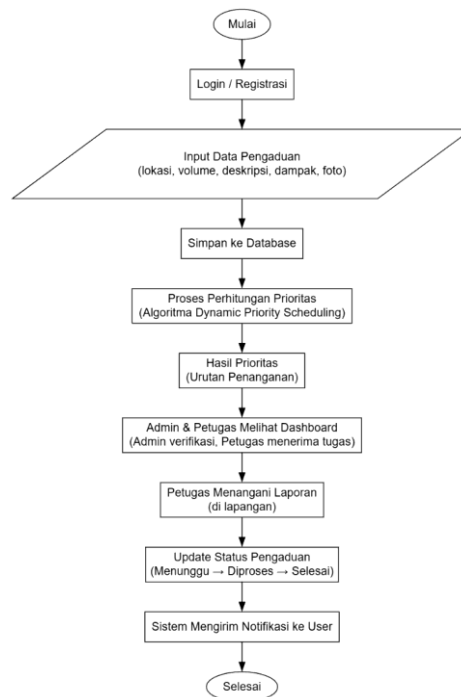 Mulai
Login / Registrasi
Input Data Pengaduan
(lokasi, volume, deskripsi, dampak, foto)
Simpan ke Database
Proses Perhitungan Prioritas
(Algoritma Dynamic Priority Scheduling)
Hasil Prioritas
(Urutan Penanganan)
Admin & Petugas Melihat Dashboard
(Admin verifikasi, Petugas menerima tugas)
Petugas Menangani Laporan
(di lapangan)
Update Status Pengaduan
(Menunggu → Diproses → Selesai)
Sistem Mengirim Notifikasi ke User
Selesai